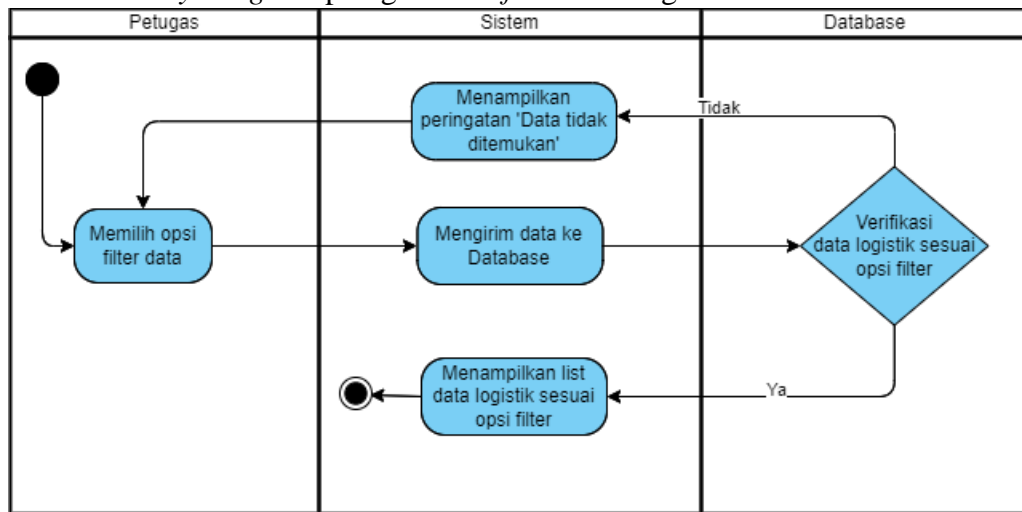 Petugas
Sistem
Database
Menampilkan
peringatan 'Data tidak
ditemukan'
Tidak
Memilih opsi
filter data
Mengirim data ke
Database
Verifikasi
data logistik sesuai
opsi filter
Menampilkan list
data logistik sesuai
opsi filter
Ya